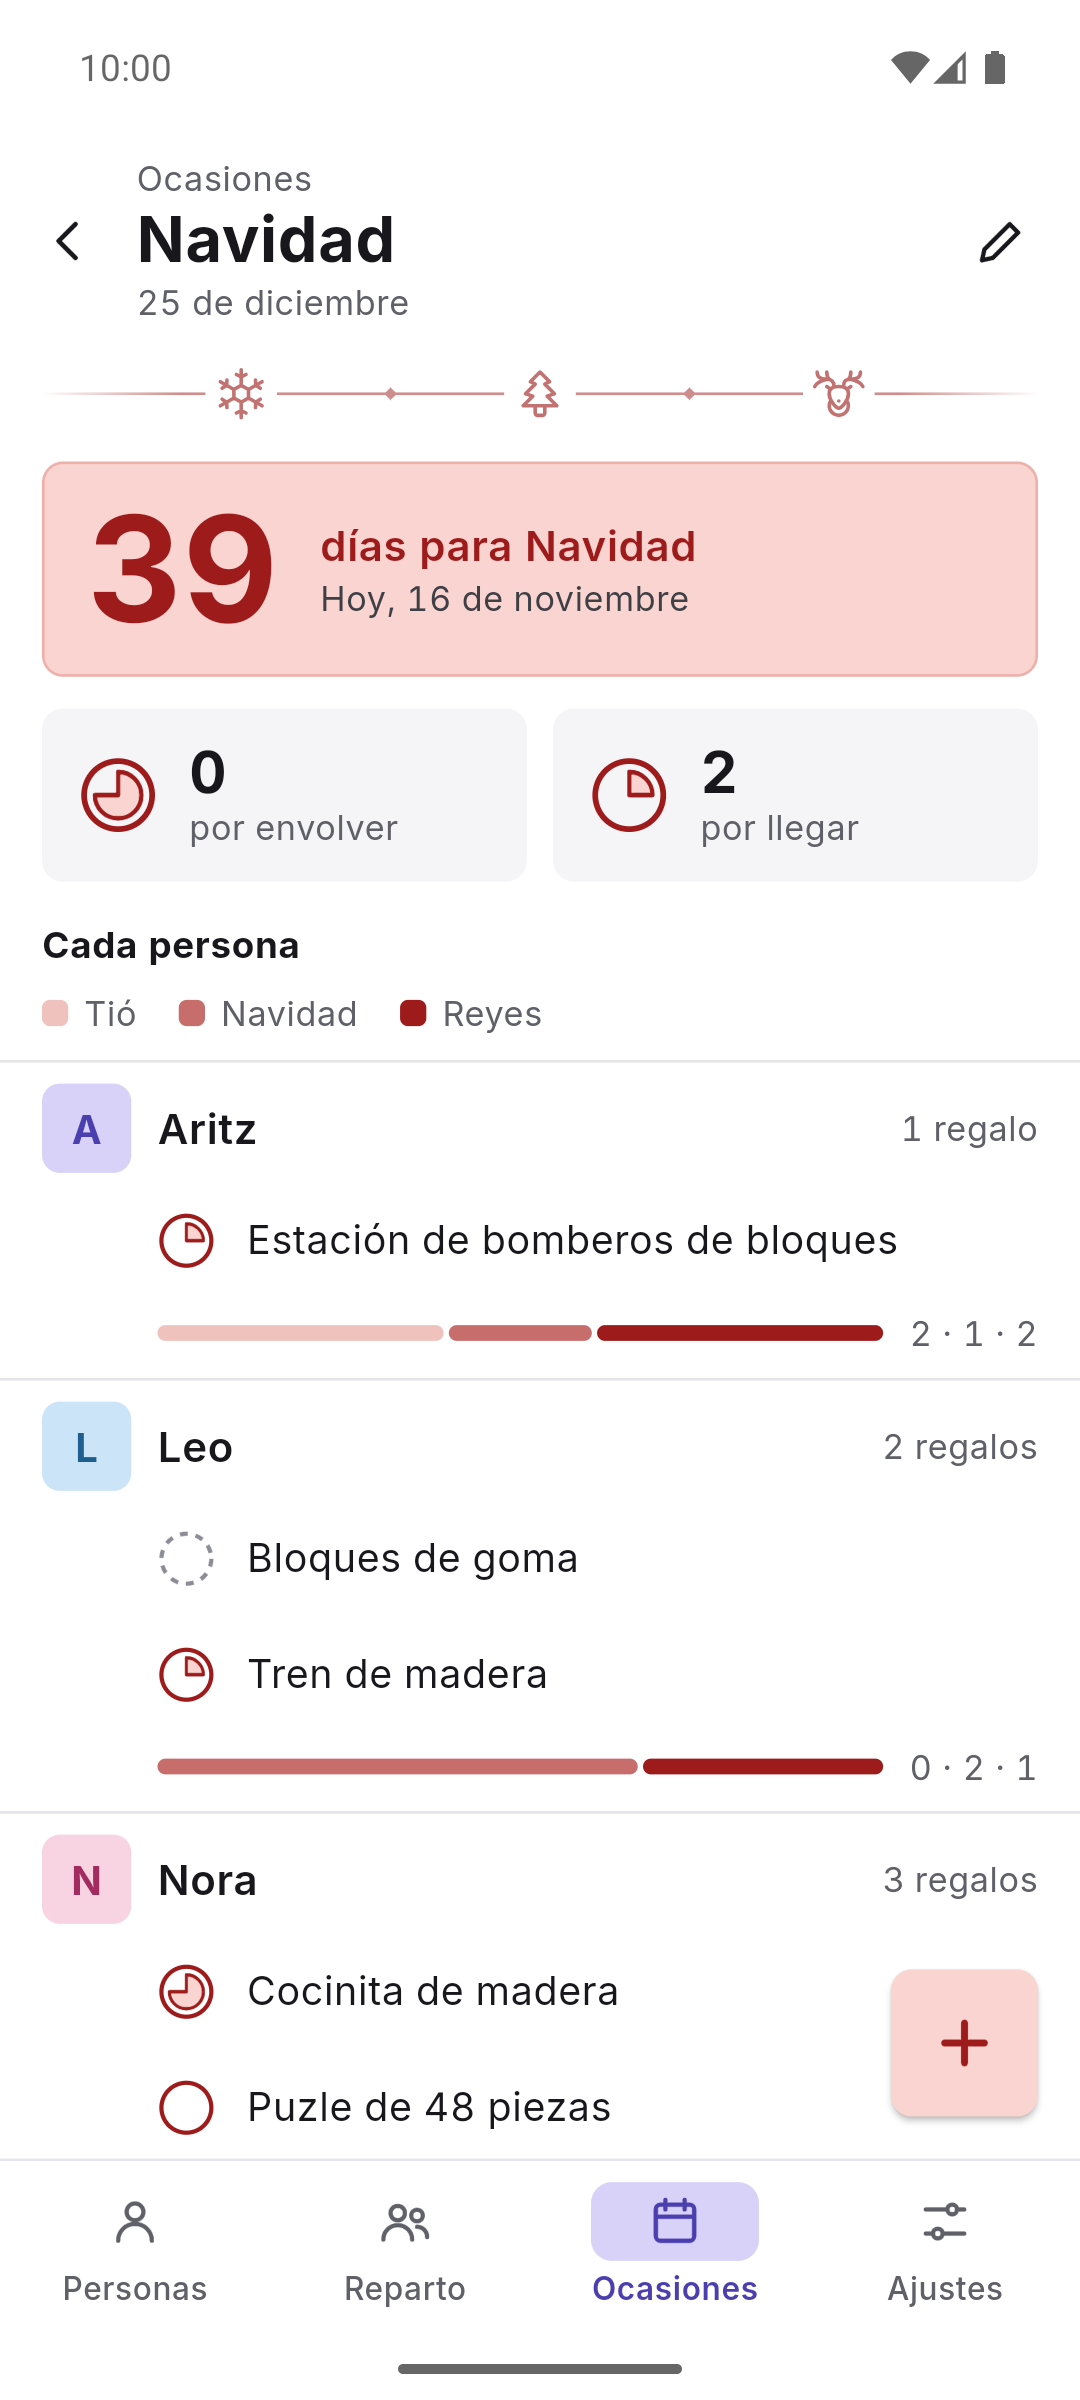 10:00
Ocasiones
Navidad
25 de diciembre
39
días para Navidad
Hoy, 16 de noviembre
0
por envolver
2
por llegar
Cada persona
Tió
Navidad
Reyes
A
Aritz
1 regalo
Estación de bomberos de bloques
2 · 1 · 2
L
Leo
2 regalos
Bloques de goma
Tren de madera
0 · 2 · 1
N
Nora
3 regalos
Cocinita de madera
Puzle de 48 piezas
Personas
Reparto
Ocasiones
Ajustes